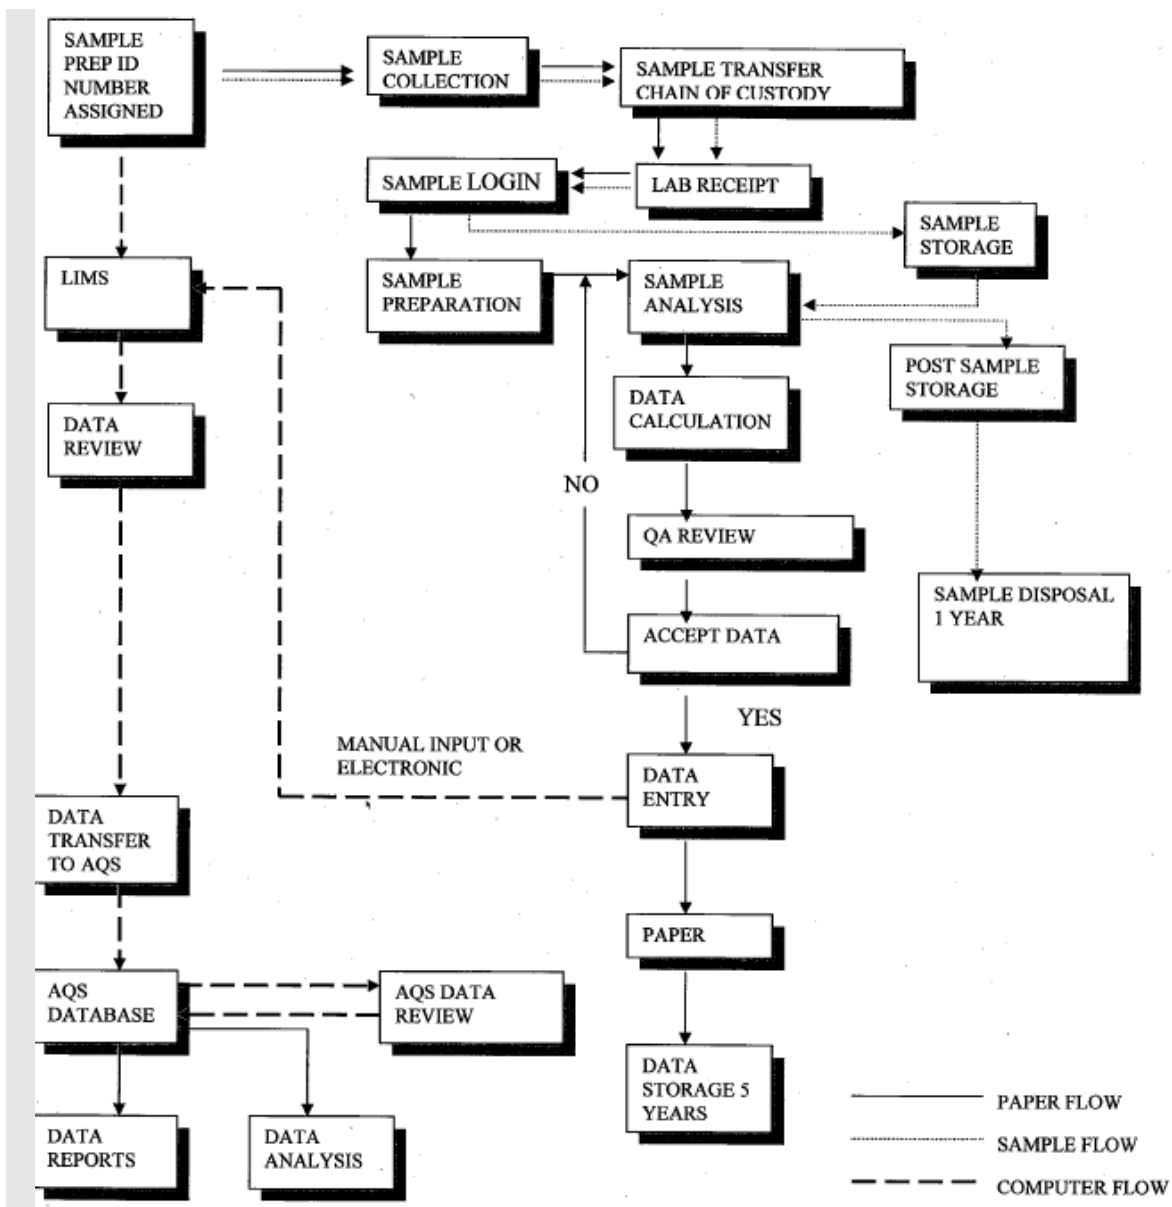 SAMPLE
PREP ID
NUMBER
ASSIGNED
SAMPLE
COLLECTION
SAMPLE TRANSFER
CHAIN OF CUSTODY
SAMPLE LOGIN
LAB RECEIPT
SAMPLE
STORAGE
LIMS
SAMPLE
PREPARATION
SAMPLE
ANALYSIS
POST SAMPLE
STORAGE
DATA
REVIEW
DATA
CALCULATION
NO
QA REVIEW
SAMPLE DISPOSAL
1 YEAR
ACCEPT DATA
YES
MANUAL INPUT OR
ELECTRONIC
DATA
ENTRY
DATA
TRANSFER
TO AQS
PAPER
AQS
DATABASE
AQS DATA
REVIEW
DATA
STORAGE 5
YEARS
DATA
REPORTS
DATA
ANALYSIS
PAPER FLOW
SAMPLE FLOW
COMPUTER FLOW